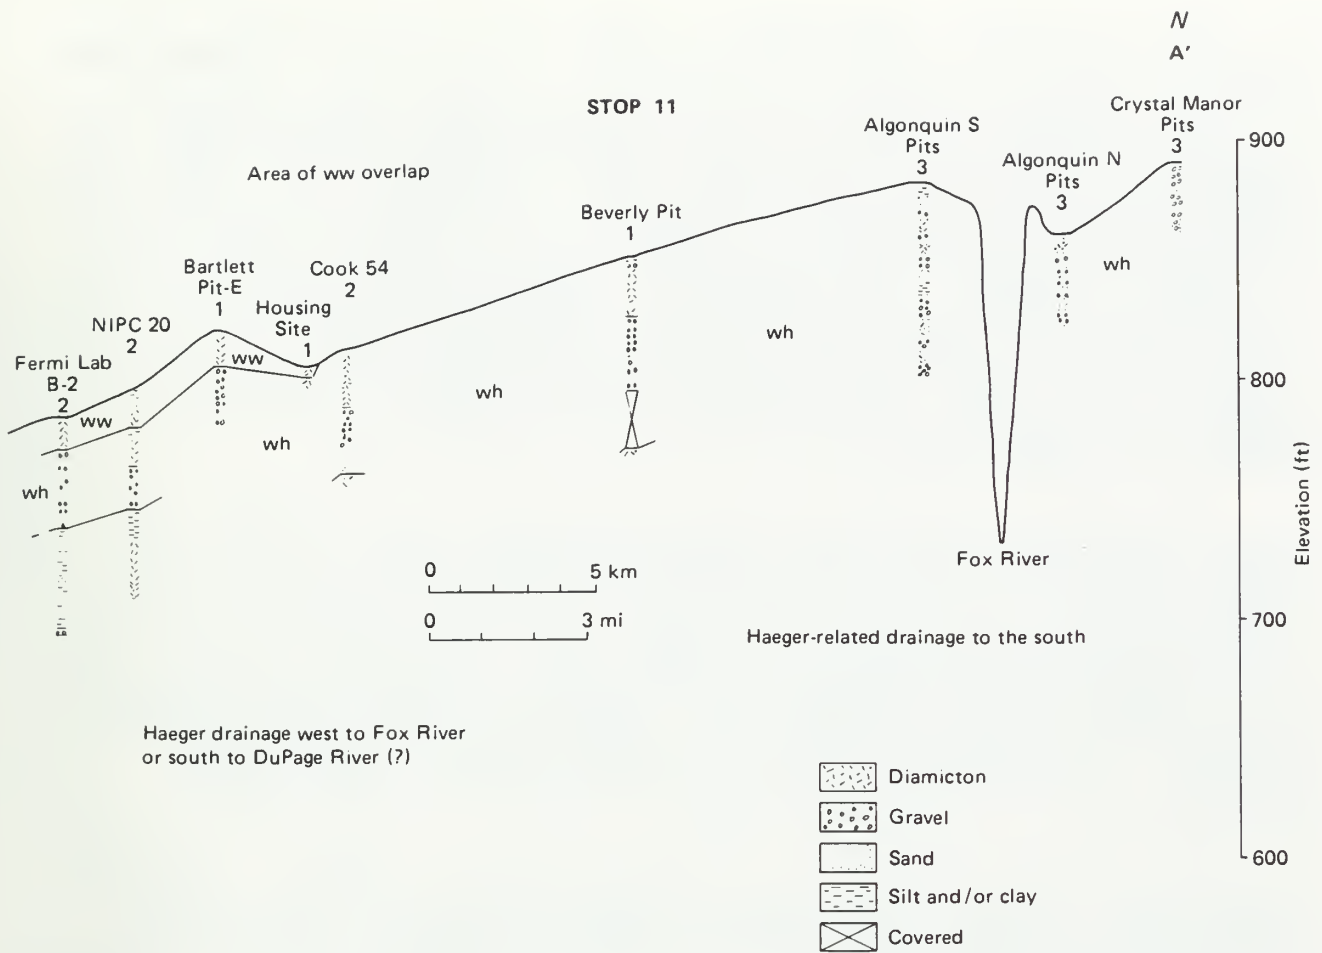 N
A'
STOP 11
Crystal Manor
Pits
3
Algonquin S
Pits
3
Algonquin N
Pits
3
Area of ww overlap
Beverly Pit
1
Bartlett
Pit-E
1
Cook 54
2
Housing
Site
1
NIPC 20
2
Fermi Lab
B-2
2
ww
ww
wh
wh
wh
wh
wh
900
800
700
600
Elevation (ft)
Fox River
0 5 km
0 3 mi
Haeger-related drainage to the south
Haeger drainage west to Fox River
or south to DuPage River (?)
Diamicton
Gravel
Sand
Silt and/or clay
Covered